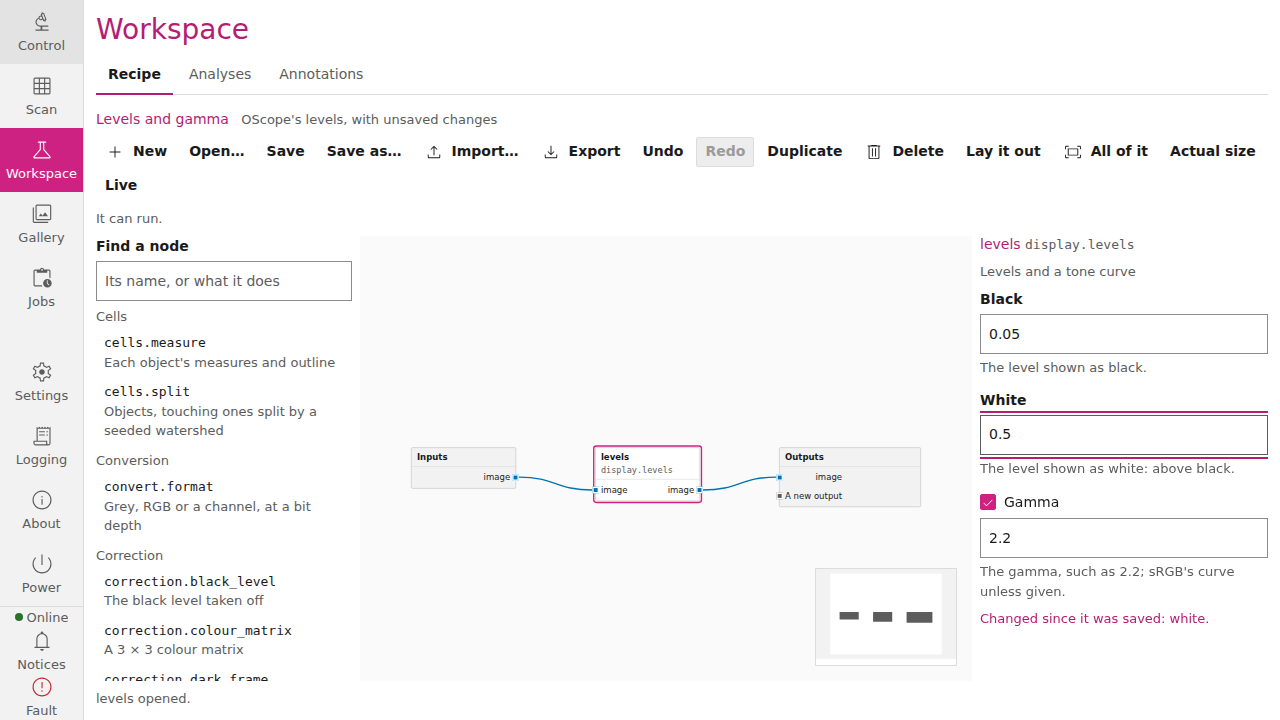 Control
Scan
Workspace
Gallery
Jobs
Settings
Logging
About
Power
Online
Notices
Fault
Workspace
Recipe Analyses Annotations
Levels and gamma OScope's levels, with unsaved changes
New Open… Save Save as… Import… Export Undo Redo Duplicate Delete Lay it out All of it Actual size
Live
It can run.
Find a node
Its name, or what it does
Cells
cells.measure
Each object's measures and outline
cells.split
Objects, touching ones split by a
seeded watershed
Conversion
convert.format
Grey, RGB or a channel, at a bit
depth
Correction
correction.black_level
The black level taken off
correction.colour_matrix
A 3 × 3 colour matrix
correction.dark_frame
levels opened.
Inputs
image
levels
display.levels
image image
Outputs
image
A new output
levels display.levels
Levels and a tone curve
Black
0.05
The level shown as black.
White
0.5
The level shown as white: above black.
Gamma
2.2
The gamma, such as 2.2; sRGB's curve
unless given.
Changed since it was saved: white.